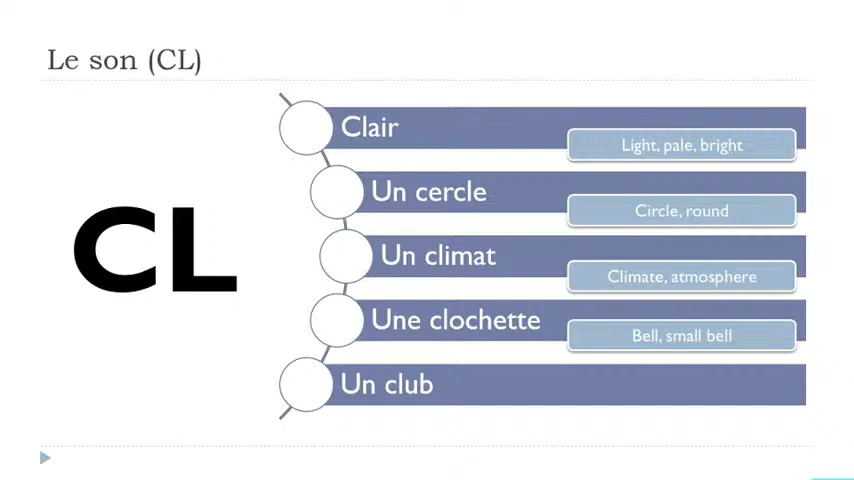 Le son (CL)
CL
Clair
Light, pale, bright
Un cercle
Circle, round
Un climat
Climate, atmosphere
Une clochette
Bell, small bell
Un club